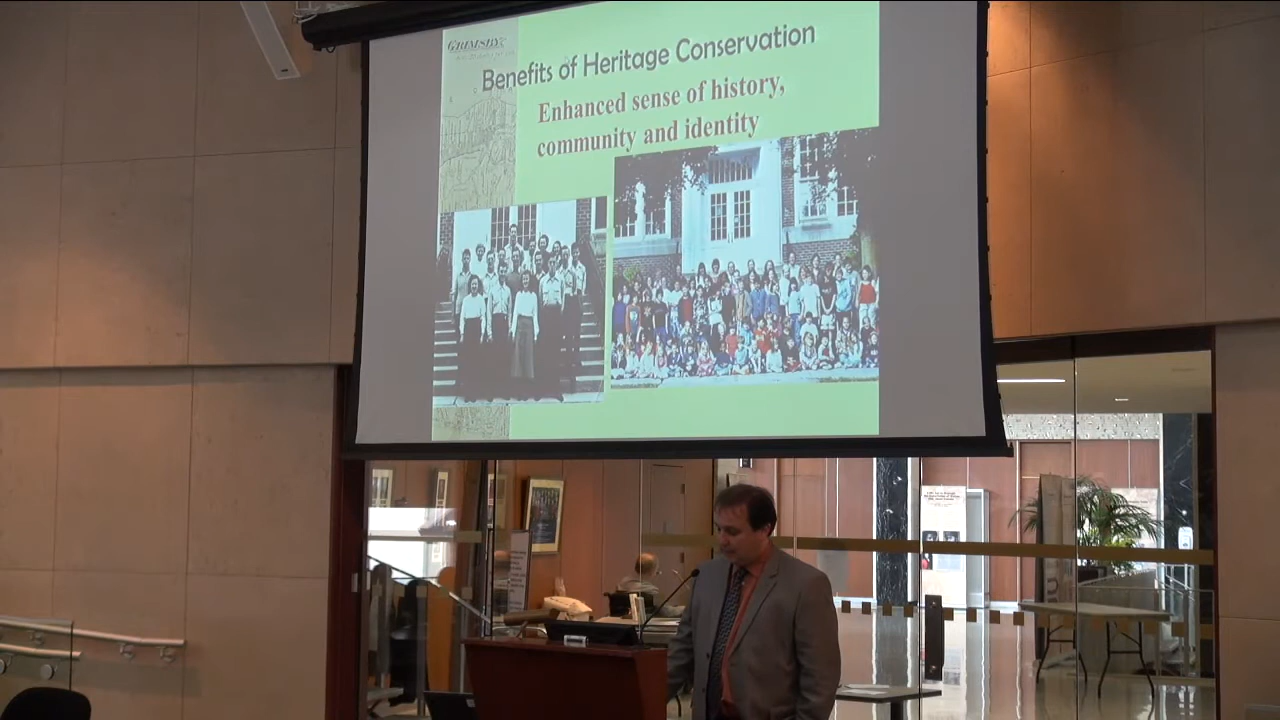 GRIMSBY
Benefits of Heritage Conservation
Enhanced sense of history,
community and identity